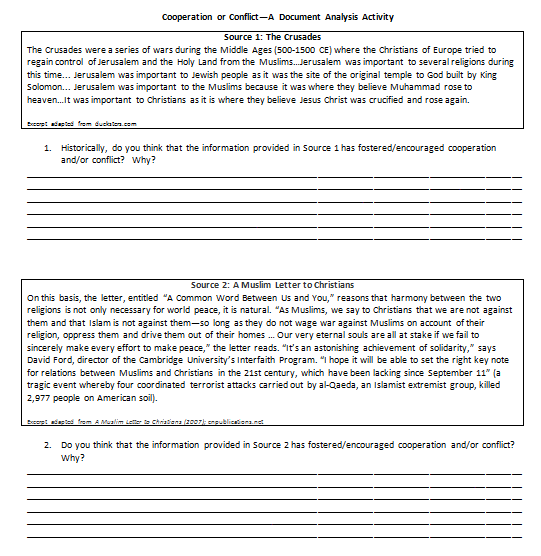 Cooperation or Conflict—A Document Analysis Activity
Source 1: The Crusades
The Crusades were a series of wars during the Middle Ages (500-1500 CE) where the Christians of Europe tried to
regain control of Jerusalem and the Holy Land from the Muslims...Jerusalem was important to several religions during
this time... Jerusalem was important to Jewish people as it was the site of the original temple to God built by King
Solomon... Jerusalem was important to the Muslims because it was where they believe Muhammad rose to
heaven...It was important to Christians as it is where they believe Jesus Christ was crucified and rose again.
Excerpt adapted from duckster.com
1. Historically, do you think that the information provided in Source 1 has fostered/encouraged cooperation
and/or conflict? Why?
Source 2: A Muslim Letter to Christians
On this basis, the letter, entitled “A Common Word Between Us and You,” reasons that harmony between the two
religions is not only necessary for world peace, it is natural. “As Muslims, we say to Christians that we are not against
them and that Islam is not against them—so long as they do not wage war against Muslims on account of their
religion, oppress them and drive them out of their homes ... Our very eternal souls are all at stake if we fail to
sincerely make every effort to make peace,” the letter reads. “It’s an astonishing achievement of solidarity,” says
David Ford, director of the Cambridge University’s Interfaith Program. “I hope it will be able to set the right key note
for relations between Muslims and Christians in the 21st century, which have been lacking since September 11” (a
tragic event whereby four coordinated terrorist attacks carried out by al-Qaeda, an Islamist extremist group, killed
2,977 people on American soil).
Excerpt adapted from A Muslim Letter to Christians (2007); cnpublications.net
2. Do you think that the information provided in Source 2 has fostered/encouraged cooperation and/or conflict?
Why?